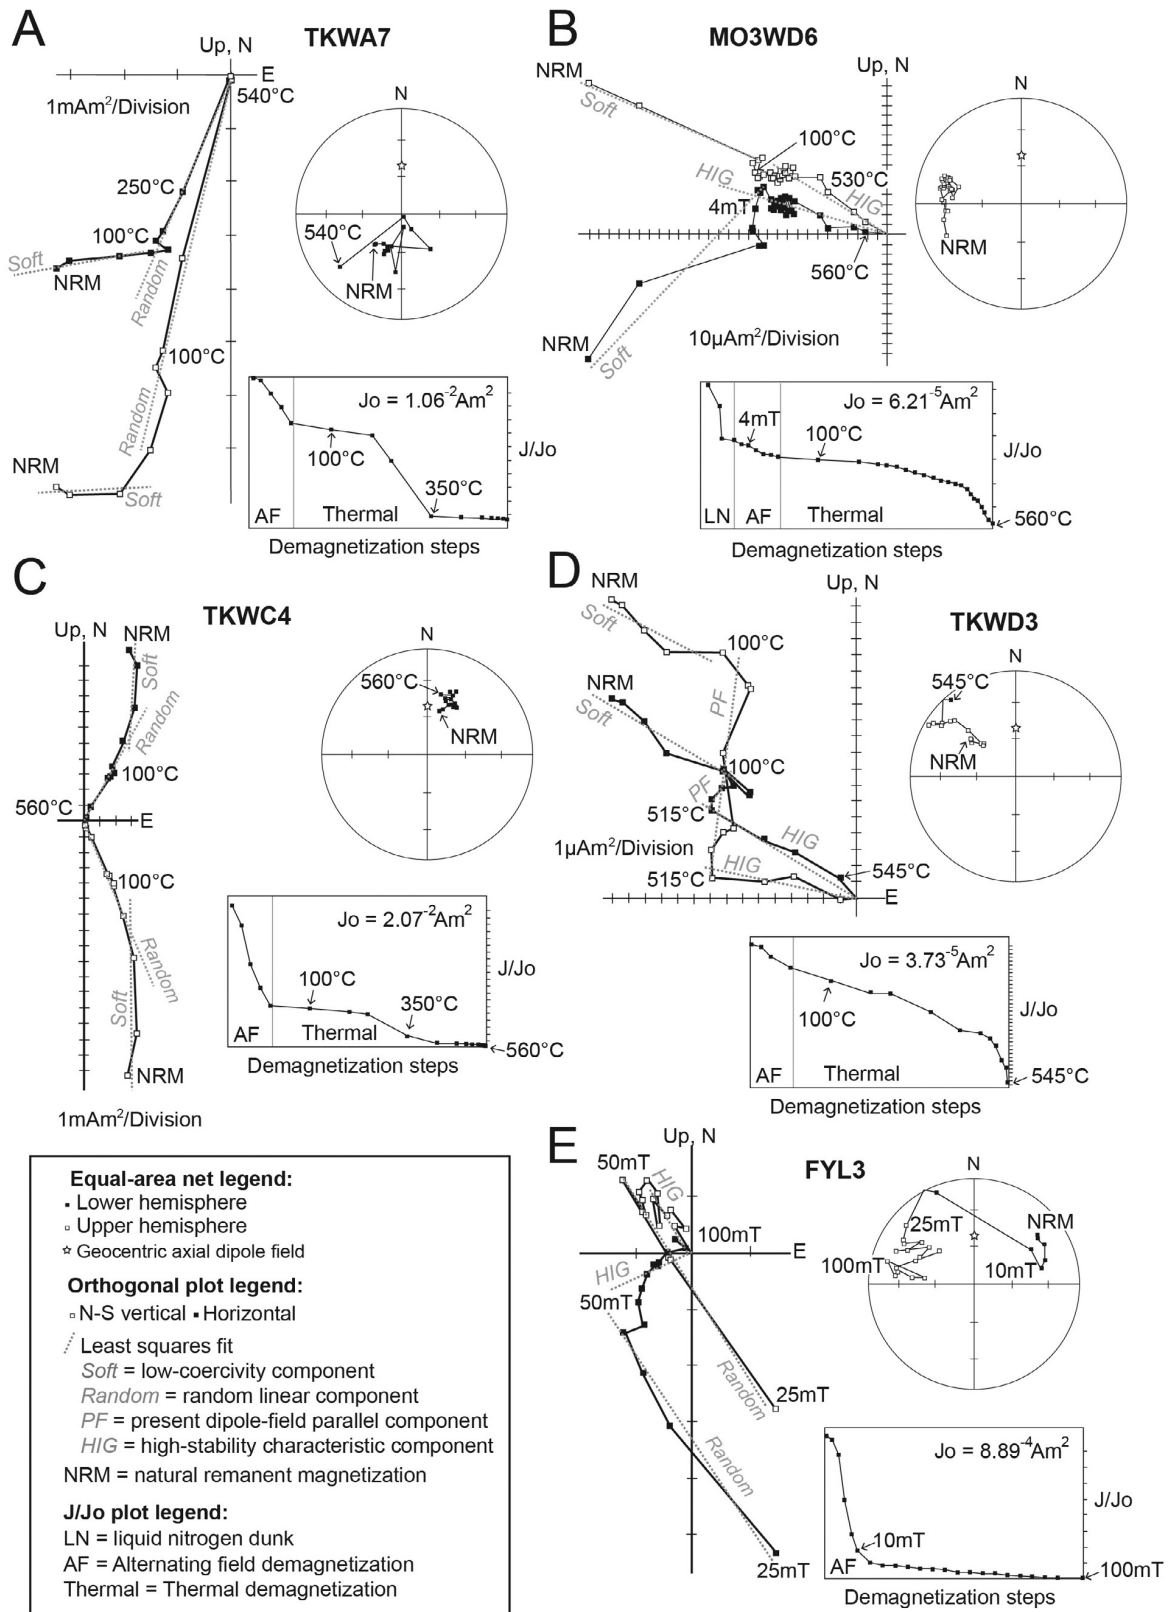 A
TKWA7
Up, N
E
1mAm²/Division
540°C
250°C
100°C
Soft
NRM
Random
100°C
Random
NRM
Soft
N
540°C
NRM
Jo = 1.06⁻²Am²
J/Jo
100°C
350°C
AF
Thermal
Demagnetization steps
B
MO3WD6
NRM
Soft
Up, N
100°C
HIG
530°C
HIG
4mT
560°C
NRM
Soft
10µAm²/Division
N
NRM
Jo = 6.21⁻⁵Am²
4mT
100°C
J/Jo
LN
AF
Thermal
560°C
Demagnetization steps
C
TKWC4
Up, N
NRM
Soft
Random
100°C
560°C
E
100°C
Random
Soft
NRM
1mAm²/Division
N
560°C
NRM
Jo = 2.07⁻²Am²
J/Jo
100°C
350°C
AF
Thermal
560°C
Demagnetization steps
D
TKWD3
NRM
Up, N
Soft
100°C
NRM
PF
Soft
100°C
PF
515°C
HIG
1µAm²/Division
HIG
545°C
515°C
E
N
545°C
NRM
Jo = 3.73⁻⁵Am²
J/Jo
100°C
AF
Thermal
545°C
Demagnetization steps
Equal-area net legend:
Lower hemisphere
Upper hemisphere
Geocentric axial dipole field
Orthogonal plot legend:
N-S vertical Horizontal
Least squares fit
Soft = low-coercivity component
Random = random linear component
PF = present dipole-field parallel component
HIG = high-stability characteristic component
NRM = natural remanent magnetization
J/Jo plot legend:
LN = liquid nitrogen dunk
AF = Alternating field demagnetization
Thermal = Thermal demagnetization
E
FYL3
Up, N
50mT
HIG
100mT
E
HIG
50mT
Random
25mT
Random
25mT
N
25mT
NRM
100mT
10mT
Jo = 8.89⁻⁴Am²
J/Jo
10mT
AF
100mT
Demagnetization steps